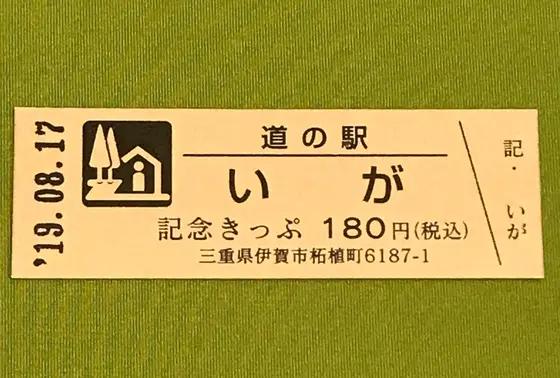 '19.08.17
道の駅
いが
記念きっぷ 180円(税込)
三重県伊賀市柘植町6187-1
記・いが